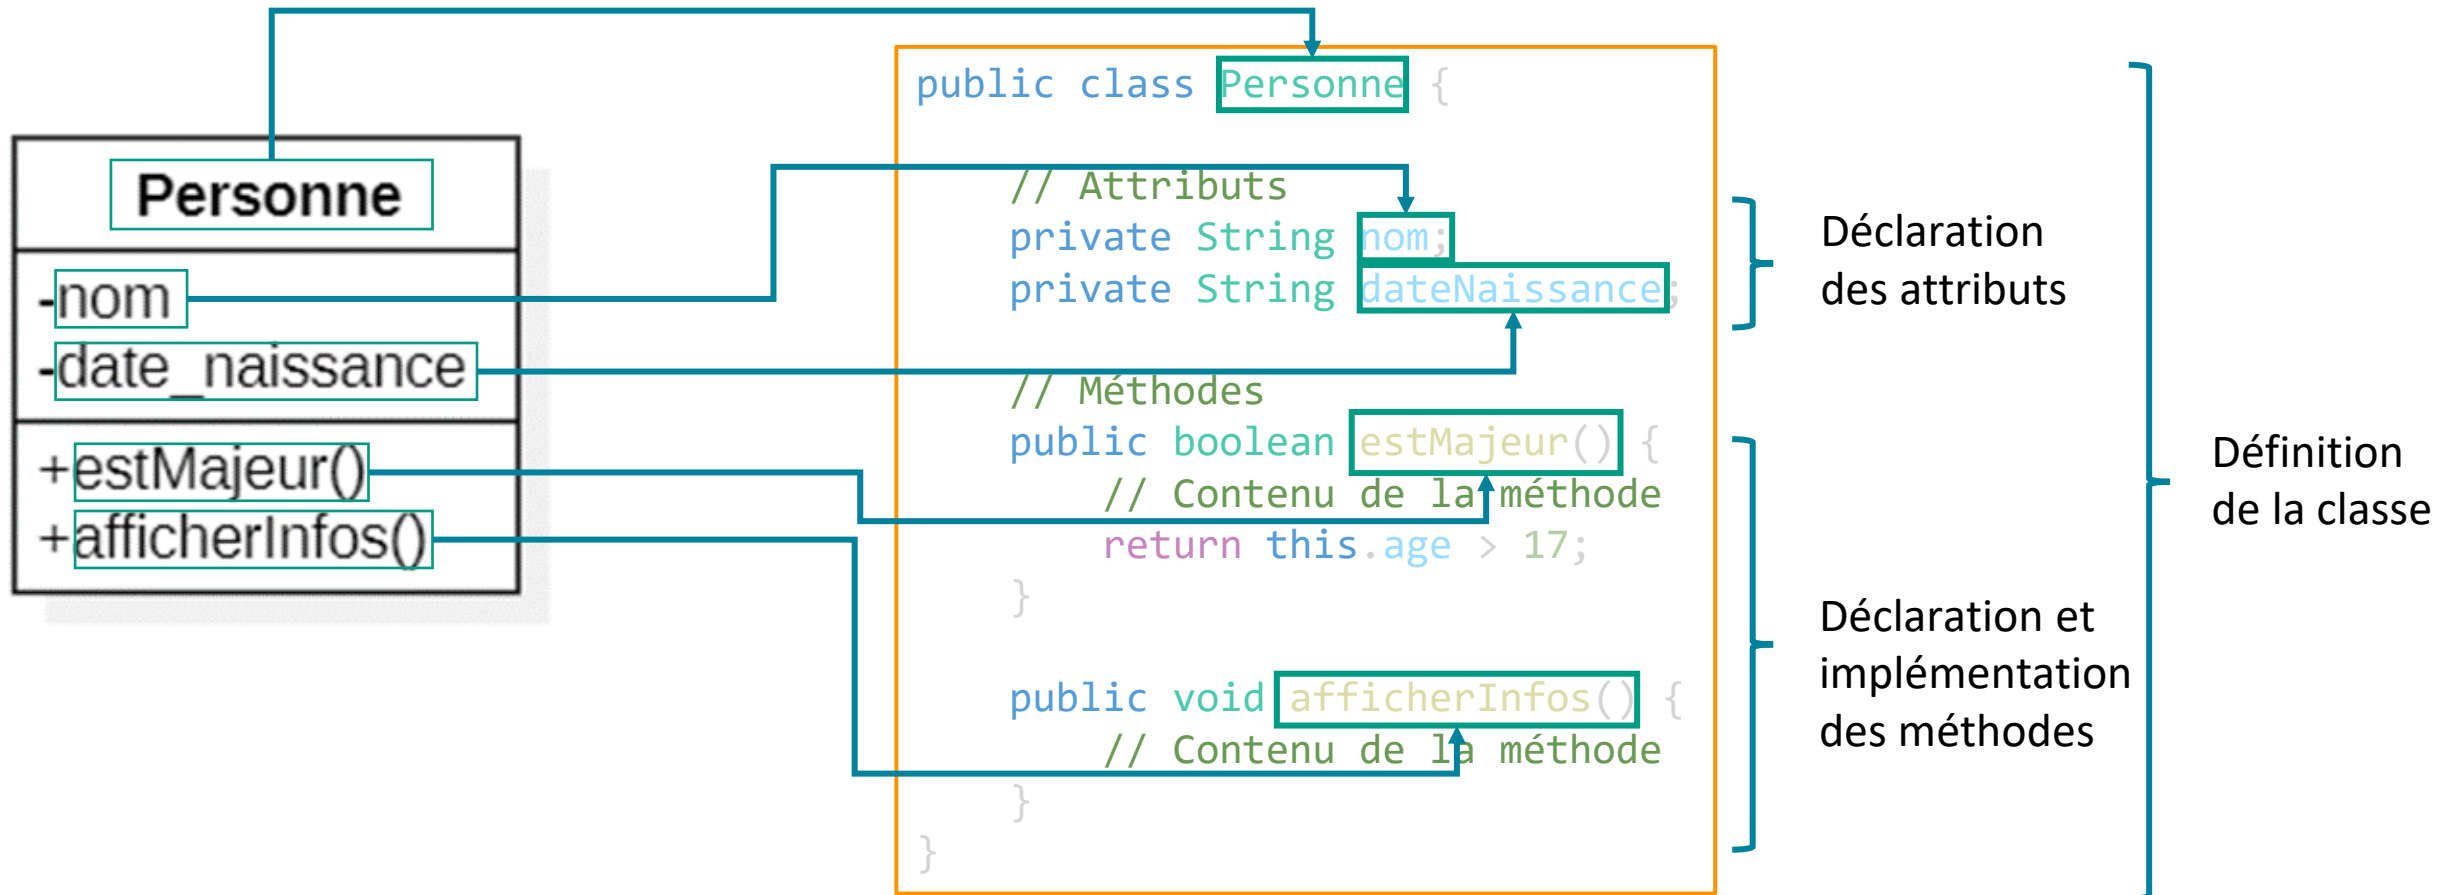 Personne
-nom
-date_naissance
+estMajeur()
+afficherInfos()
public class Personne {
// Attributs
private String nom;
private String dateNaissance;
// Méthodes
public boolean estMajeur() {
// Contenu de la méthode
return this.age > 17;
}
public void afficherInfos() {
// Contenu de la méthode
}
}
Déclaration
des attributs
Déclaration et
implémentation
des méthodes
Définition
de la classe